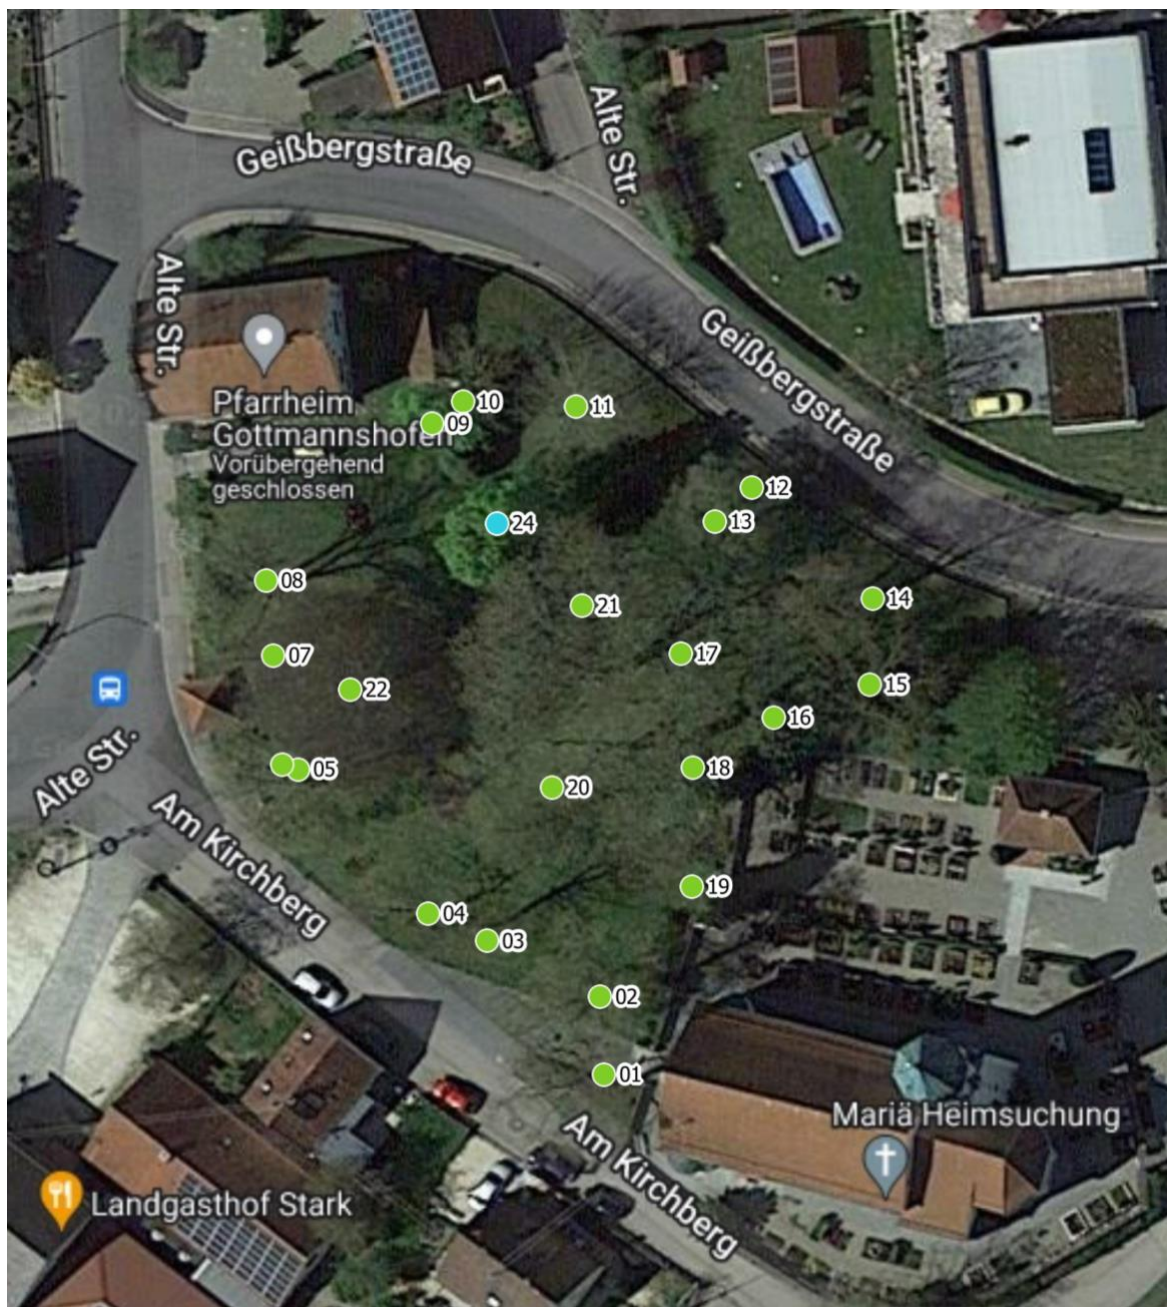 Alte Str.
Geißbergstraße
Alte Str.
Geißbergstraße
Pfarrheim
Gottmannshofen
Vorübergehend
geschlossen
10
09
11
12
13
24
08
21
14
07
17
22
15
16
05
18
20
Alte Str.
Am Kirchberg
19
04
03
02
01
Mariä Heimsuchung
Am Kirchberg
Landgasthof Stark